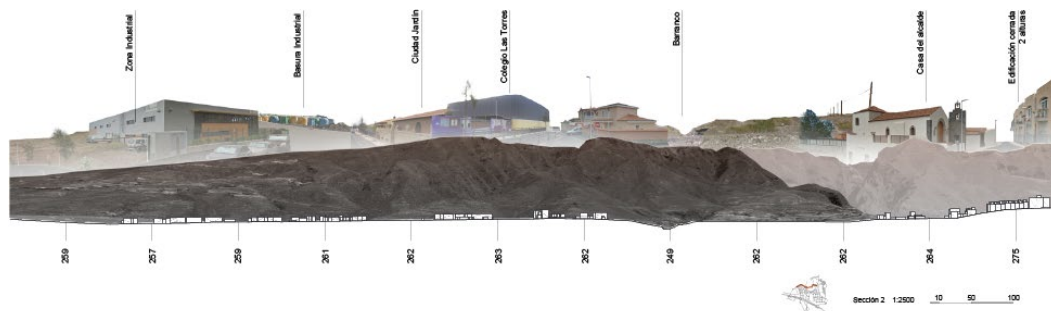 Zona Industrial
Basura Industrial
Ciudad Jardín
Colegio Las Torres
Barranco
Casa del alcalde
Edificación cerrada
2 alturas
259
257
259
261
262
263
262
249
262
262
264
275
Sección 2 1:2500 10 50 100